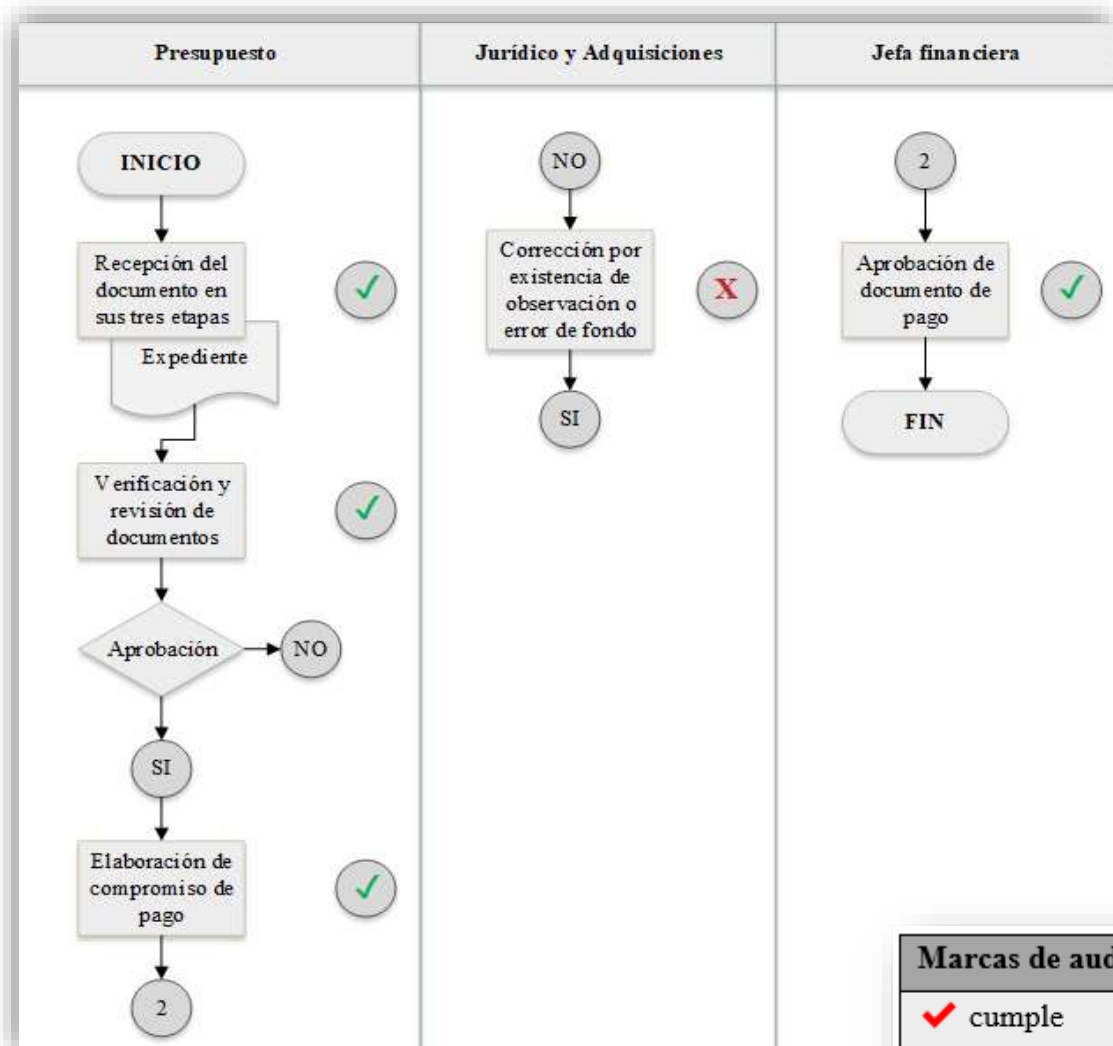 Presupuesto
Jurídico y Adquisiciones
Jefa financiera
INICIO
Recepción del
documento en
sus tres etapas
Expediente
Verificación y
revisión de
documentos
Aprobación
NO
SI
Elaboración de
compromiso de
pago
2
NO
Corrección por
existencia de
observación o
error de fondo
X
SI
2
Aprobación de
documento de
pago
FIN
Marcas de
cumple